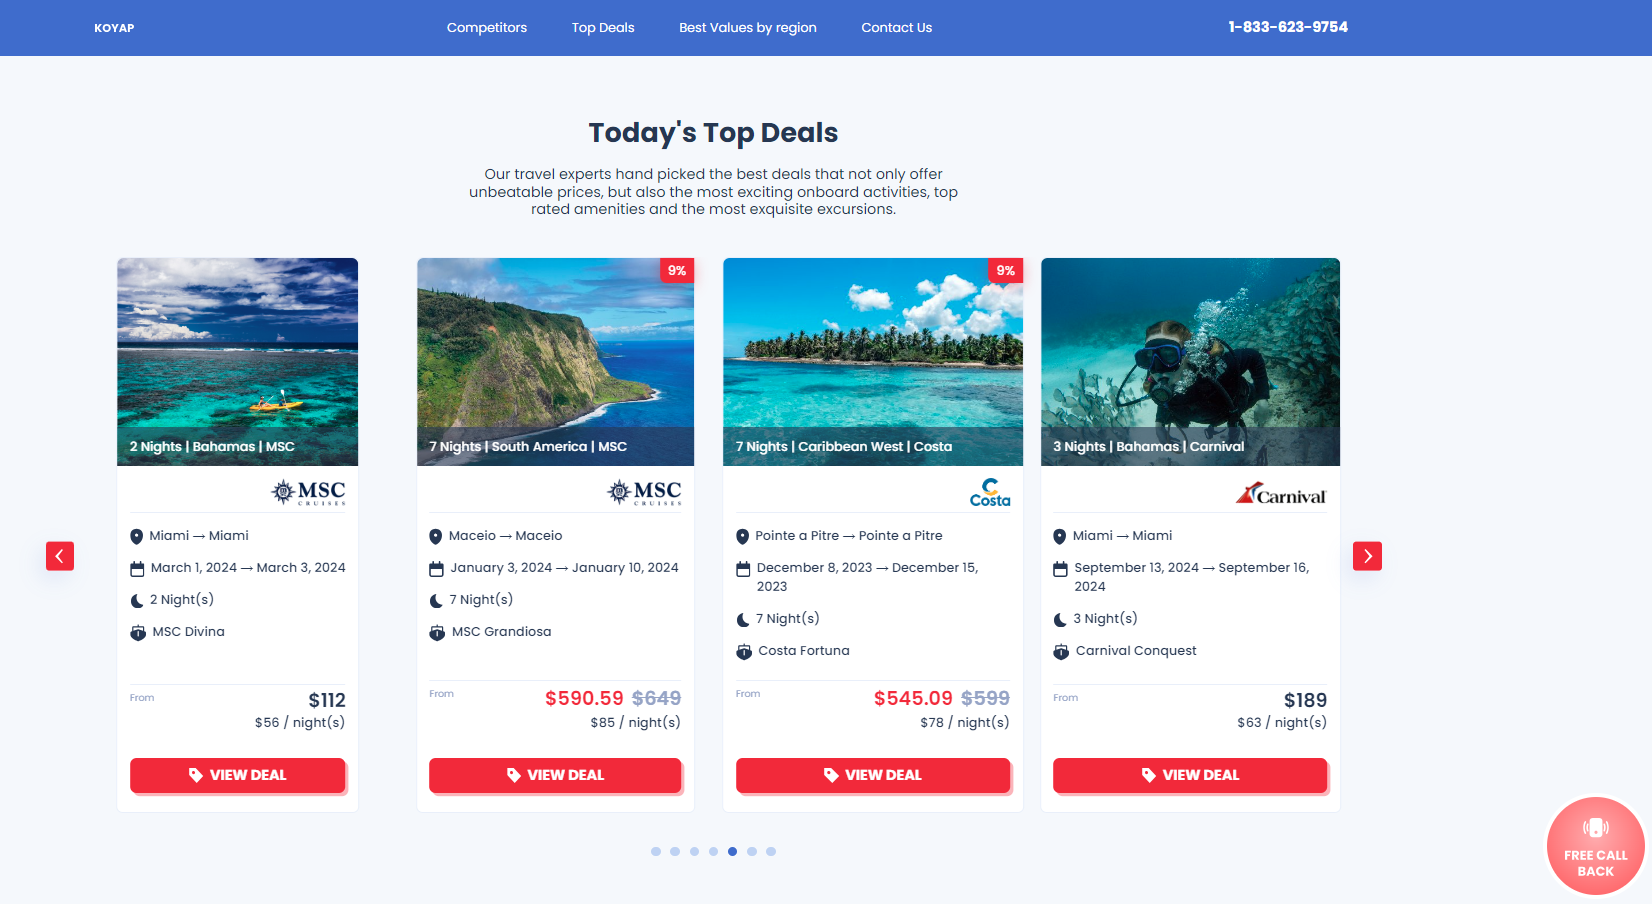 KOYAP
Competitors
Top Deals
Best Values by region
Contact Us
1-833-623-9754
Today's Top Deals
Our travel experts hand picked the best deals that not only offer
unbeatable prices, but also the most exciting onboard activities, top
rated amenities and the most exquisite excursions.
2 Nights | Bahamas | MSC
MSC
CRUISES
Miami → Miami
March 1, 2024 → March 3, 2024
2 Night(s)
MSC Divina
From
$112
$56 / night(s)
VIEW DEAL
9%
7 Nights | South America | MSC
MSC
CRUISES
Maceio → Maceio
January 3, 2024 → January 10, 2024
7 Night(s)
MSC Grandiosa
From
$590.59 $649
$85 / night(s)
VIEW DEAL
9%
7 Nights | Caribbean West | Costa
Costa
Pointe a Pitre → Pointe a Pitre
December 8, 2023 → December 15,
2023
7 Night(s)
Costa Fortuna
From
$545.09 $599
$78 / night(s)
VIEW DEAL
3 Nights | Bahamas | Carnival
Carnival
Miami → Miami
September 13, 2024 → September 16,
2024
3 Night(s)
Carnival Conquest
From
$189
$63 / night(s)
VIEW DEAL
FREE CALL
BACK